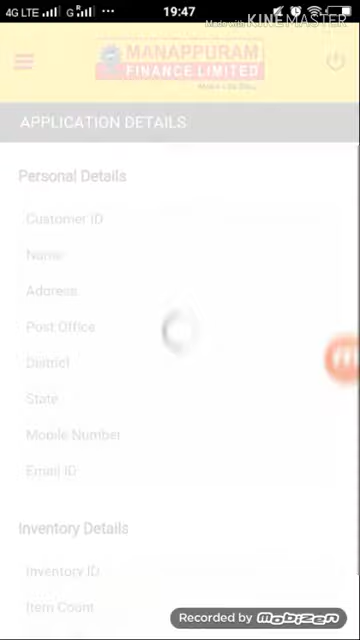 4G LTE G R ... 19:47
Made with KINEMASTER
MANAPPURAM
FINANCE LIMITED
APPLICATION DETAILS
Personal Details
Customer ID
Name
Address
Post Office
District
State
Mobile Number
Email ID
Inventory Details
Inventory ID
Item Count
Recorded by Mobizen